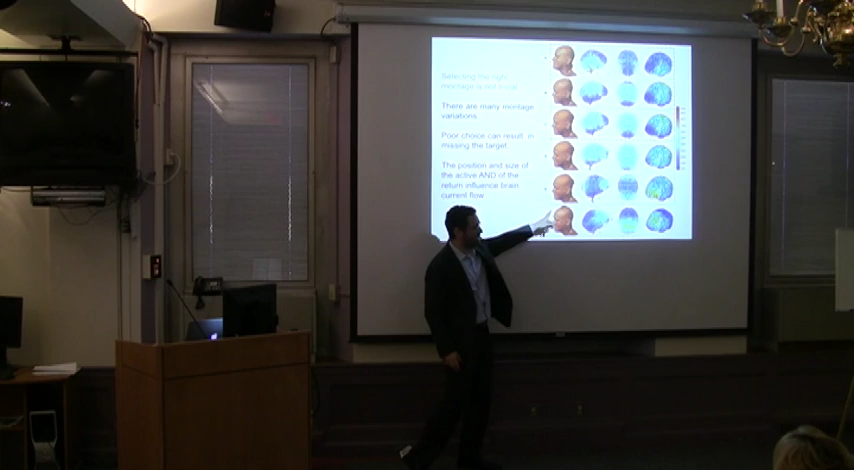 Selecting the right
montage is not trivial
There are many montage
variations.
Poor choice can result in
missing the target
The position and size of
the active AND of the
return influence brain
current flow